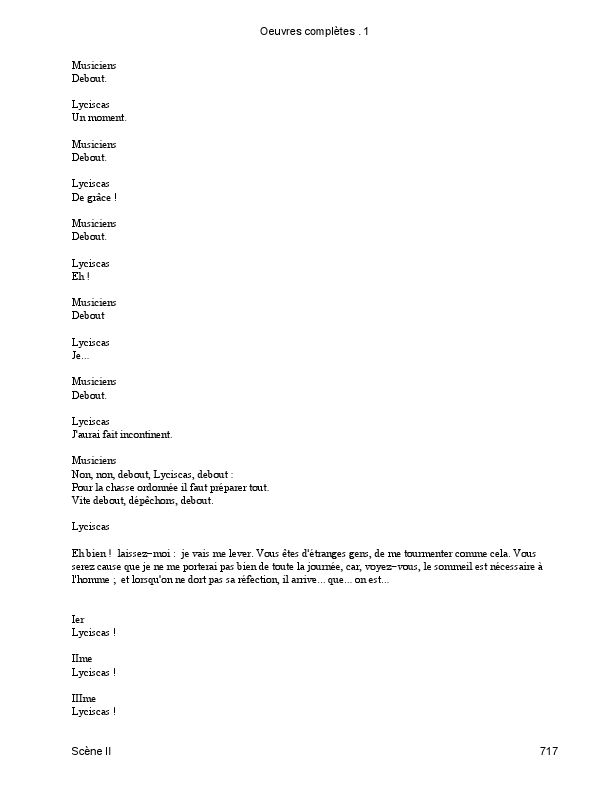 Oeuvres complètes . 1
Musiciens
Debout.
Lyciscas
Un moment.
Musiciens
Debout.
Lyciscas
De grâce !
Musiciens
Debout.
Lyciscas
Eh !
Musiciens
Debout
Lyciscas
Je...
Musiciens
Debout.
Lyciscas
J'aurai fait incontinent.
Musiciens
Non, non, debout, Lyciscas, debout :
Pour la chasse ordonnée il faut préparer tout.
Vite debout, dépêchons, debout.
Lyciscas
Eh bien ! laissez-moi : je vais me lever. Vous êtes d'étranges gens, de me tourmenter comme cela. Vous
serez cause que je ne me porterai pas bien de toute la journée, car, voyez-vous, le sommeil est nécessaire à
l'homme ; et lorsqu'on ne dort pas sa réfection, il arrive... que... on est...
Ier
Lyciscas !
IIme
Lyciscas !
IIIme
Lyciscas !
Scène II
717